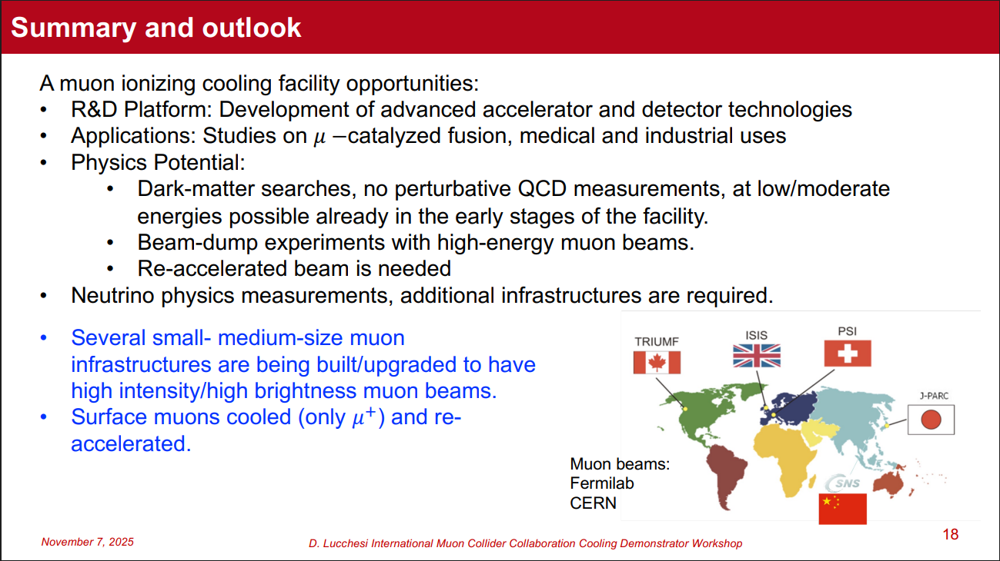 Summary and outlook
A muon ionizing cooling facility opportunities:
• R&D Platform: Development of advanced accelerator and detector technologies
• Applications: Studies on 𝜇 −catalyzed fusion, medical and industrial uses
• Physics Potential:
• Dark-matter searches, no perturbative QCD measurements, at low/moderate
energies possible already in the early stages of the facility.
• Beam-dump experiments with high-energy muon beams.
• Re-accelerated beam is needed
• Neutrino physics measurements, additional infrastructures are required.
• Several small- medium-size muon
infrastructures are being built/upgraded to have
high intensity/high brightness muon beams.
• Surface muons cooled (only 𝜇⁺) and re-
accelerated.
TRIUMF
ISIS
PSI
J-PARC
SNS
Muon beams:
Fermilab
CERN
November 7, 2025
D. Lucchesi International Muon Collider Collaboration Cooling Demonstrator Workshop
18